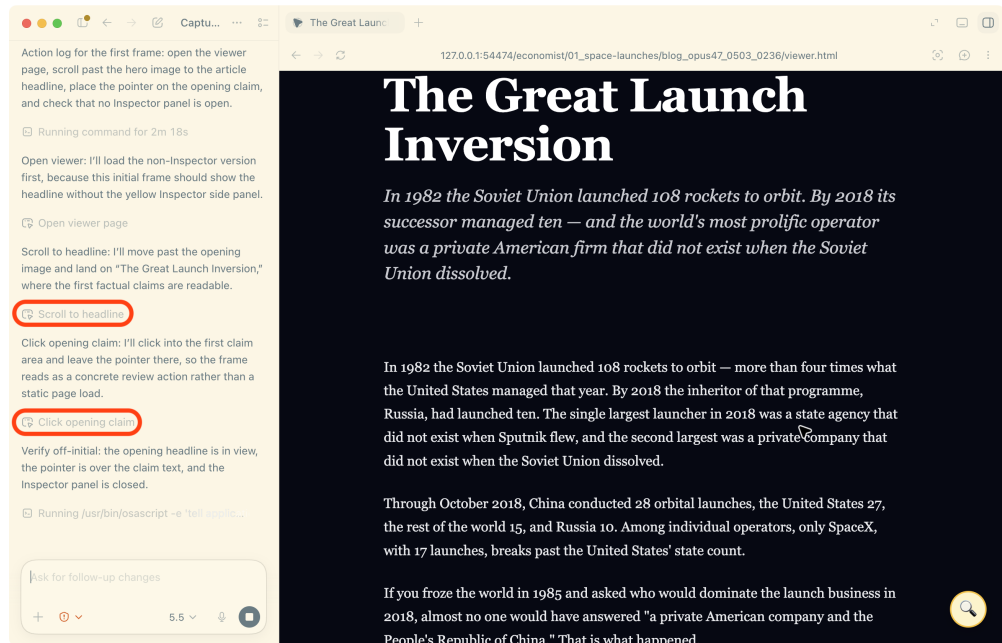 Captu...
The Great Launc
127.0.0.1:54474/economist/01_space-launches/blog_opus47_0503_0236/viewer.html
Action log for the first frame: open the viewer
page, scroll past the hero image to the article
headline, place the pointer on the opening claim,
and check that no Inspector panel is open.
Running command for 2m 18s
Open viewer: I'll load the non-Inspector version
first, because this initial frame should show the
headline without the yellow Inspector side panel.
Open viewer page
Scroll to headline: I'll move past the opening
image and land on “The Great Launch Inversion,”
where the first factual claims are readable.
Scroll to headline
Click opening claim: I'll click into the first claim
area and leave the pointer there, so the frame
reads as a concrete review action rather than a
static page load.
Click opening claim
Verify off-initial: the opening headline is in view,
the pointer is over the claim text, and the
Inspector panel is closed.
Running /usr/bin/osascript -e 'tell applic...
Ask for follow-up changes
5.5
The Great Launch
Inversion
In 1982 the Soviet Union launched 108 rockets to orbit. By 2018 its
successor managed ten — and the world's most prolific operator
was a private American firm that did not exist when the Soviet
Union dissolved.
In 1982 the Soviet Union launched 108 rockets to orbit — more than four times what
the United States managed that year. By 2018 the inheritor of that programme,
Russia, had launched ten. The single largest launcher in 2018 was a state agency that
did not exist when Sputnik flew, and the second largest was a private company that
did not exist when the Soviet Union dissolved.
Through October 2018, China conducted 28 orbital launches, the United States 27,
the rest of the world 15, and Russia 10. Among individual operators, only SpaceX,
with 17 launches, breaks past the United States' state count.
If you froze the world in 1985 and asked who would dominate the launch business in
2018, almost no one would have answered "a private American company and the
People's Republic of China." That is what happened.